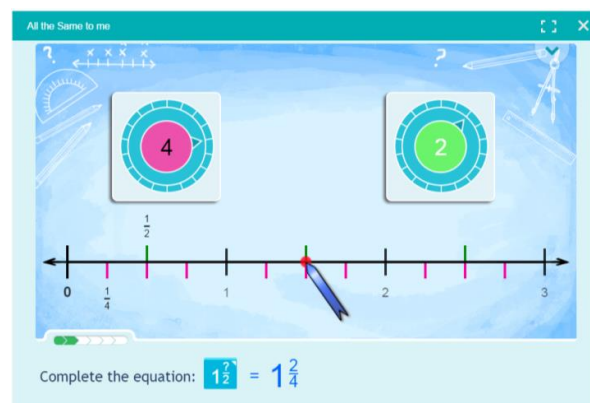 All the Same to me
?
x x x x
?
4
2
1/2
0 1/4 1 2 3
Complete the equation: 1 ?/2 = 1 2/4